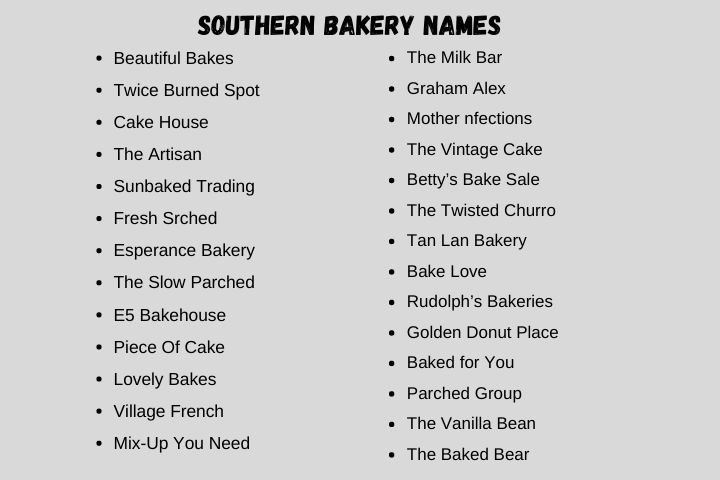 SOUTHERN BAKERY NAMES
Beautiful Bakes
Twice Burned Spot
Cake House
The Artisan
Sunbaked Trading
Fresh Srched
Esperance Bakery
The Slow Parched
E5 Bakehouse
Piece Of Cake
Lovely Bakes
Village French
Mix-Up You Need
The Milk Bar
Graham Alex
Mother nfections
The Vintage Cake
Betty’s Bake Sale
The Twisted Churro
Tan Lan Bakery
Bake Love
Rudolph’s Bakeries
Golden Donut Place
Baked for You
Parched Group
The Vanilla Bean
The Baked Bear